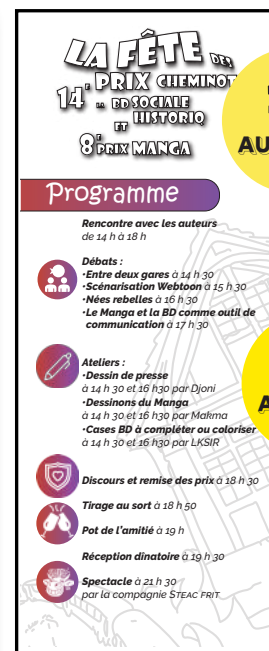 LA FÊTE DES
14E PRIX CHEMINOT
LA BD SOCIALE
ET HISTORIQ
8E PRIX MANGA
AU
Programme
Rencontre avec les auteurs
de 14 h à 18 h
Débats :
•Entre deux gares à 14 h 30
•Scénarisation Webtoon à 15 h 30
•Nées rebelles à 16 h 30
•Le Manga et la BD comme outil de
communication à 17 h 30
Ateliers :
•Dessin de presse
à 14 h 30 et 16 h30 par Djoni
•Dessinons du Manga
à 14 h 30 et 16 h30 par Makma
•Cases BD à compléter ou coloriser
à 14 h 30 et 16 h30 par LKSIR
Discours et remise des prix à 18 h 30
Tirage au sort à 18 h 50
Pot de l'amitié à 19 h
Réception dinatoire à 19 h 30
Spectacle à 21 h 30
par la compagnie STEAC FRIT